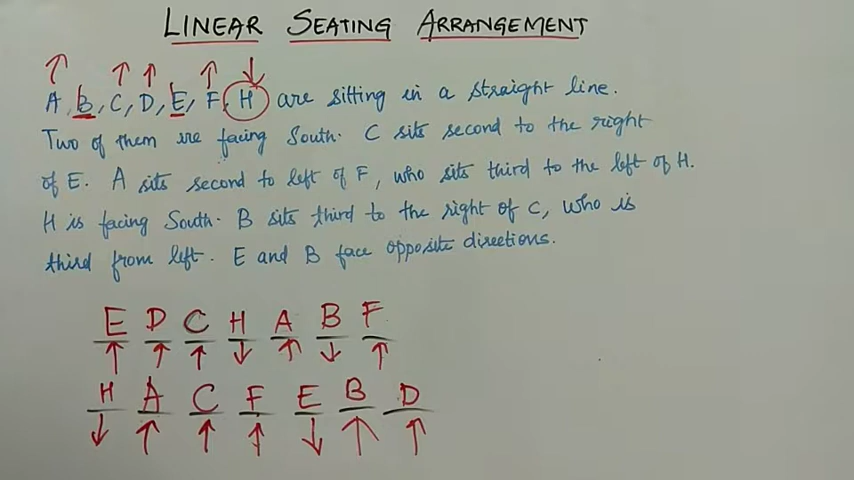 LINEAR SEATING ARRANGEMENT
A, B, C, D, E, F, H are sitting in a straight line.
Two of them are facing South. C sits second to the right
of E. A sits second to left of F, who sits third to the left of H.
H is facing South. B sits third to the right of C, who is
third from left. E and B face opposite directions.
E D C H A B F
H A C F E B D